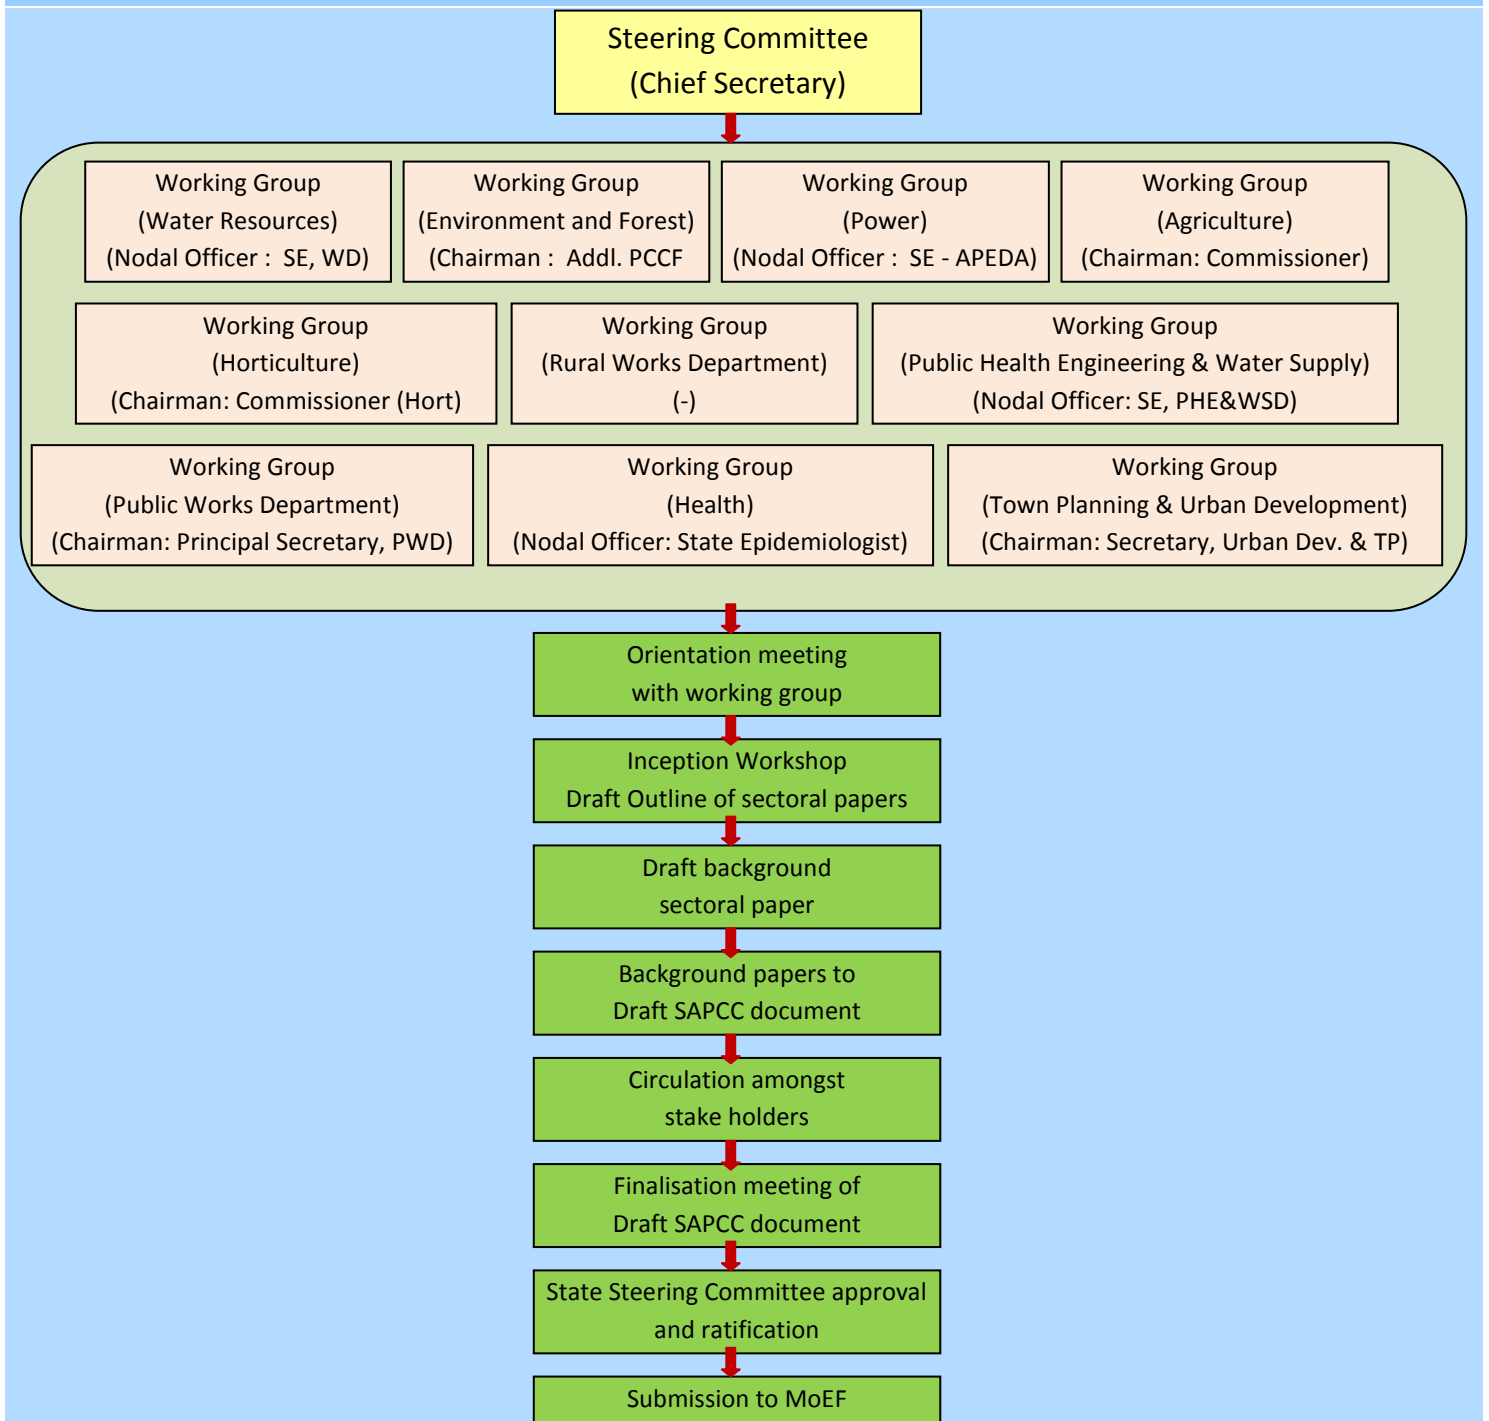 Steering Committee
(Chief Secretary)
Working Group
(Water Resources)
(Nodal Officer : SE, WD)
Working Group
(Environment and Forest)
(Chairman : Addl. PCCF
Working Group
(Power)
(Nodal Officer : SE - APEDA)
Working Group
(Agriculture)
(Chairman: Commissioner)
Working Group
(Horticulture)
(Chairman: Commissioner (Hort)
Working Group
(Rural Works Department)
(-)
Working Group
(Public Health Engineering & Water Supply)
(Nodal Officer: SE, PHE&WSD)
Working Group
(Public Works Department)
(Chairman: Principal Secretary, PWD)
Working Group
(Health)
(Nodal Officer: State Epidemiologist)
Working Group
(Town Planning & Urban Development)
(Chairman: Secretary, Urban Dev. & TP)
Orientation meeting
with working group
Inception Workshop
Draft Outline of sectoral papers
Draft background
sectoral paper
Background papers to
Draft SAPCC document
Circulation amongst
stake holders
Finalisation meeting of
Draft SAPCC document
State Steering Committee approval
and ratification
Submission to MoEF